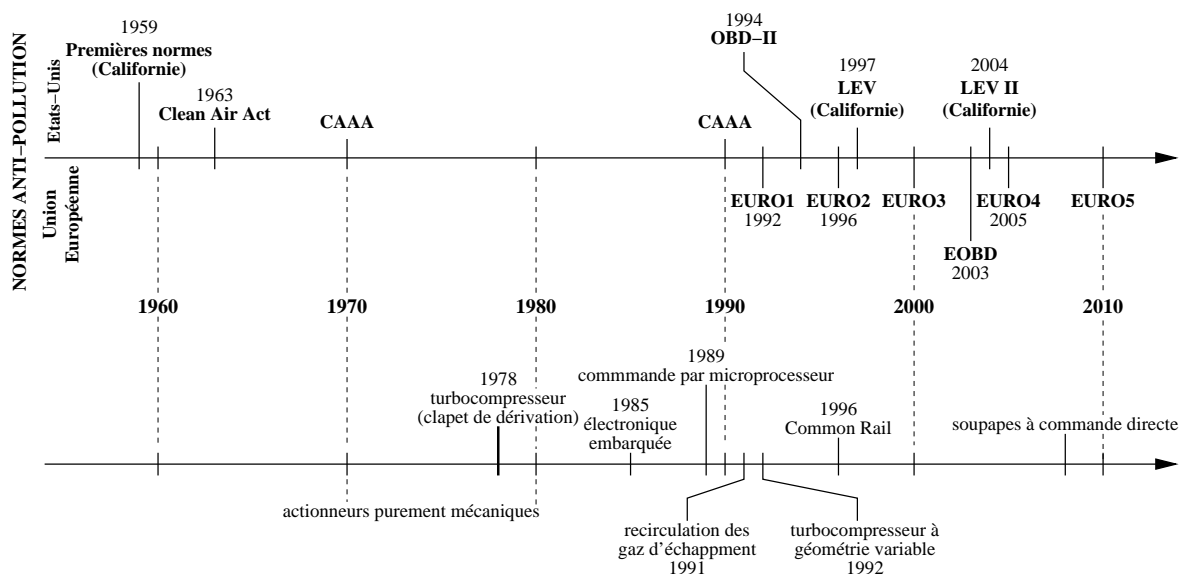 NORMES ANTI–POLLUTION
Etats–Unis
Union
Européenne
1959
Premières normes
(Californie)
1963
Clean Air Act
CAAA
CAAA
1994
OBD–II
1997
LEV
(Californie)
2004
LEV II
(Californie)
EURO1
1992
EURO2
1996
EURO3
EOBD
2003
EURO4
2005
EURO5
1960
1970
1980
1990
2000
2010
1978
turbocompresseur
(clapet de dérivation)
1985
électronique
embarquée
1989
commmande par microprocesseur
1996
Common Rail
soupapes à commande directe
actionneurs purement mécaniques
recirculation des
gaz d'échappment
1991
turbocompresseur à
géométrie variable
1992